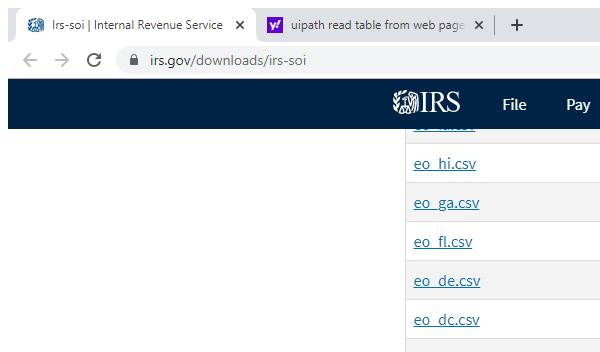 Irs-soi | Internal Revenue Service
uipath read table from web page
irs.gov/downloads/irs-soi
IRS File Pay
eo_hi.csv
eo_ga.csv
eo_fl.csv
eo_de.csv
eo_dc.csv